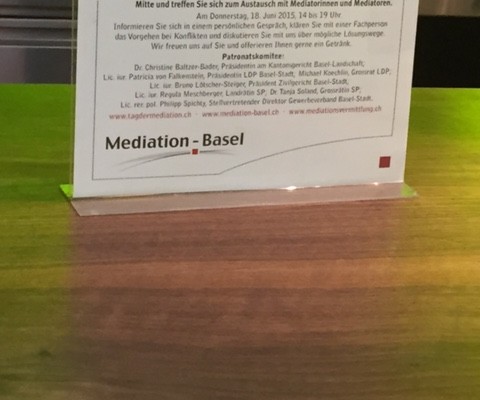 Mitte und treffen Sie sich zum Austausch mit Mediatorinnen und Mediatoren.
Am Donnerstag, 18. Juni 2015, 14 bis 19 Uhr
Informieren Sie sich in einem persönlichen Gespräch, klären Sie mit einer Fachperson
das Vorgehen bei Konflikten und diskutieren Sie mit uns über mögliche Lösungswege.
Wir freuen uns auf Sie und offerieren Ihnen gerne ein Getränk.
Patronatskomitee:
Dr. Christine Baltzer-Bader, Präsidentin am Kantonsgericht Basel-Landschaft;
Lic. iur. Patricia von Falkenstein, Präsidentin LDP Basel-Stadt; Michael Koechlin, Grossrat LDP;
Lic. iur. Bruno Lötscher-Steiger, Präsident Zivilgericht Basel-Stadt;
Lic. iur. Regula Meschberger, Landrätin SP; Dr. Tanja Soland, Grossrätin SP;
Lic. rer. pol. Philipp Spichty, Stellvertretender Direktor Gewerbeverband Basel-Stadt.
www.tagdermediation.ch - www.mediation-basel.ch - www.mediationsvermittlung.ch
Mediation - Basel